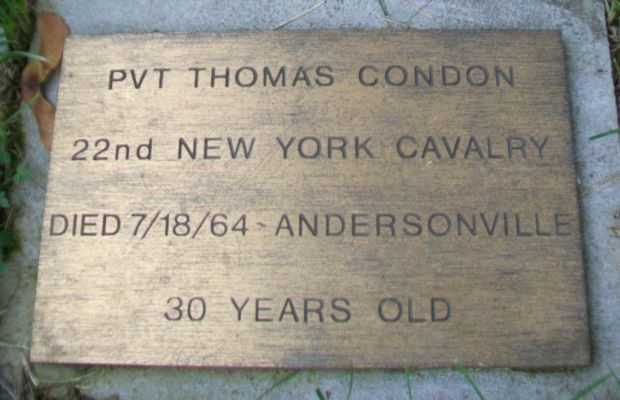 PVT THOMAS CONDON
22nd NEW YORK CAVALRY
DIED 7/18/64 - ANDERSONVILLE
30 YEARS OLD